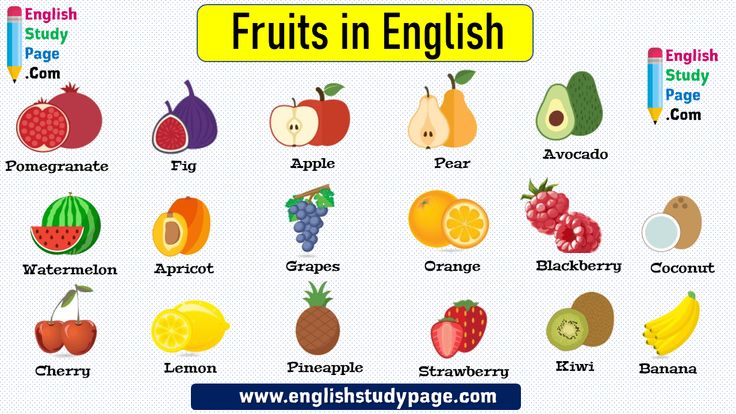 English
Study
Page
.Com
Fruits in English
English
Study
Page
.Com
Pomegranate
Fig
Apple
Pear
Avocado
Watermelon
Apricot
Grapes
Orange
Blackberry
Coconut
Cherry
Lemon
Pineapple
Strawberry
Kiwi
Banana
www.englishstudypage.com